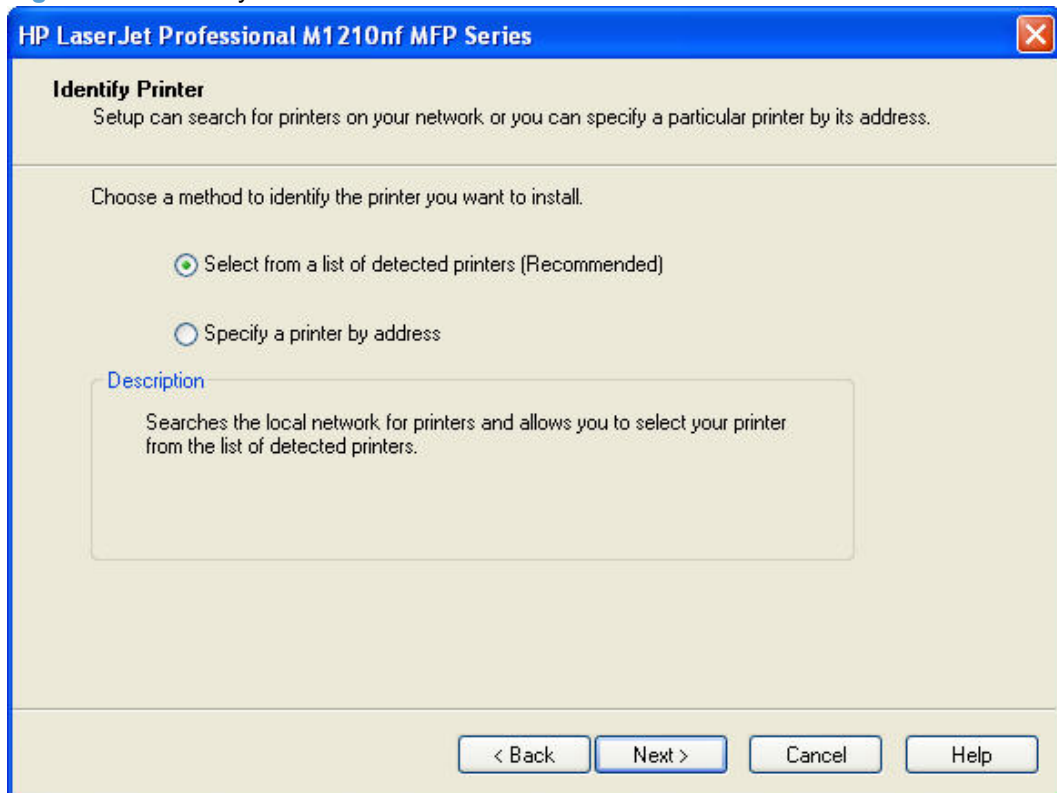 HP LaserJet Professional M1210nf MFP Series
Identify Printer
Setup can search for printers on your network or you can specify a particular printer by its address.
Choose a method to identify the printer you want to install.
Select from a list of detected printers (Recommended)
Specify a printer by address
Description
Searches the local network for printers and allows you to select your printer
from the list of detected printers.
< Back
Next >
Cancel
Help